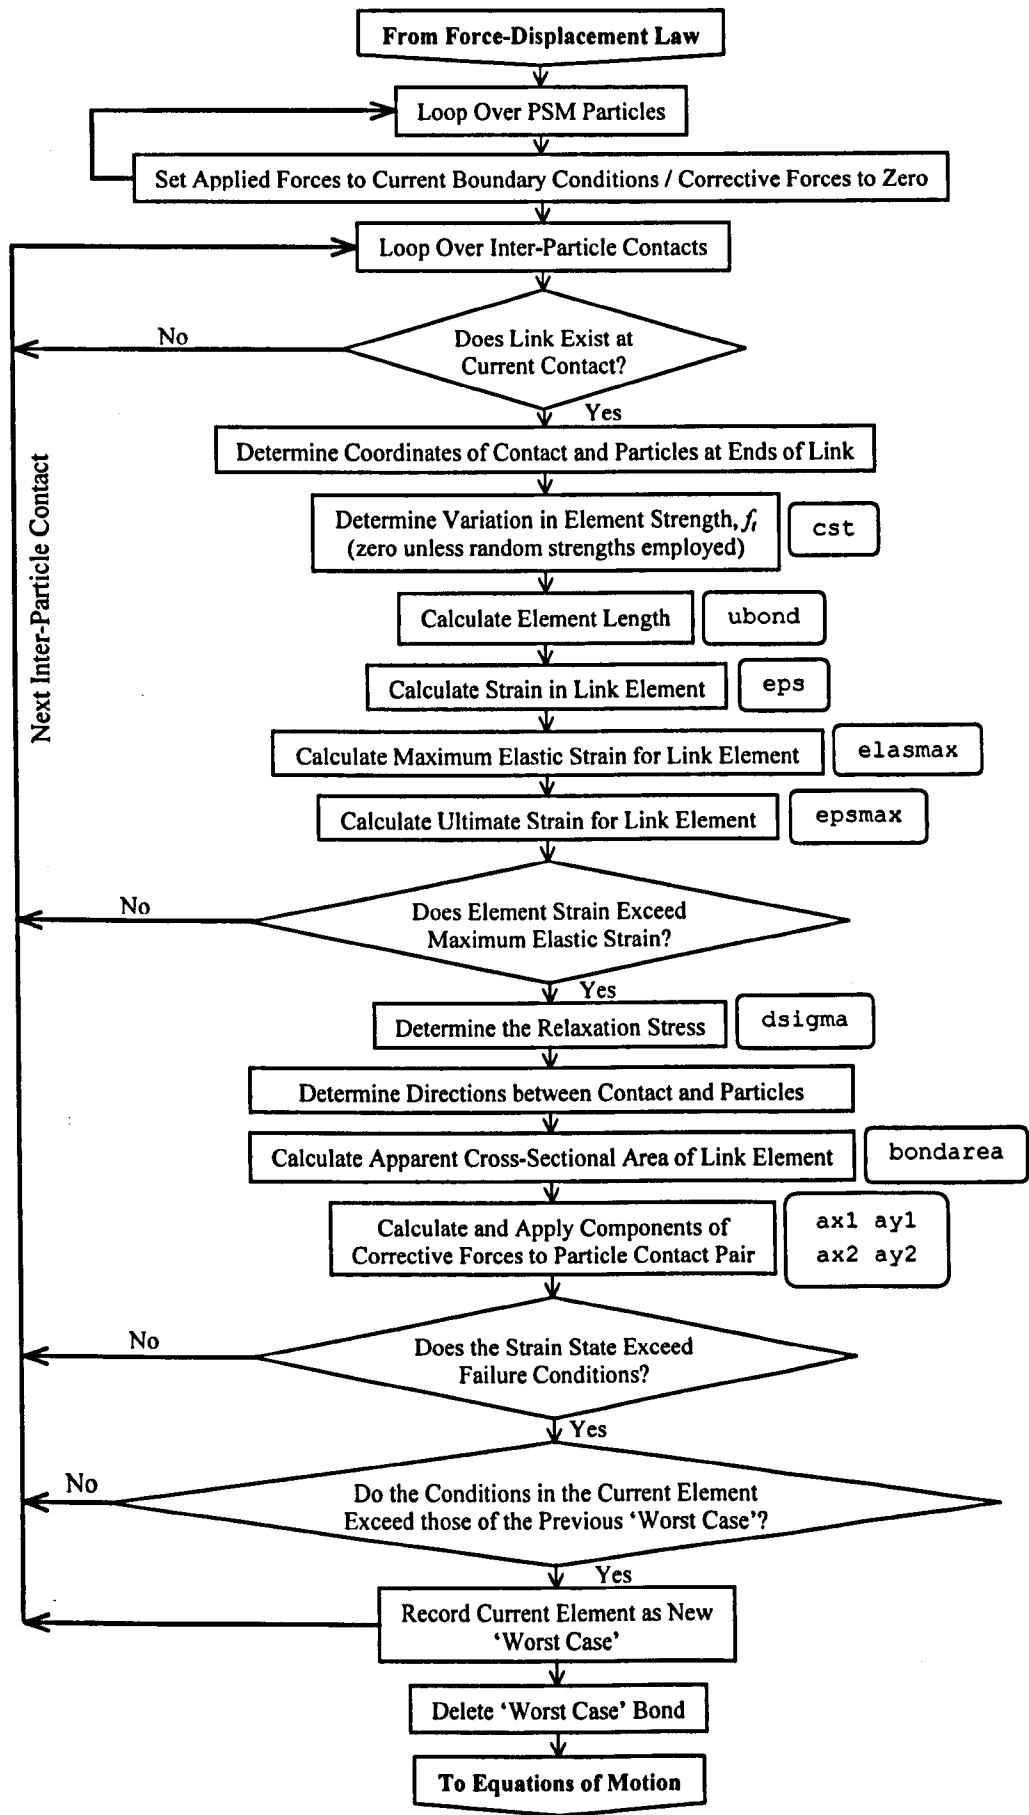 From Force-Displacement Law
Loop Over PSM Particles
Set Applied Forces to Current Boundary Conditions / Corrective Forces to Zero
Loop Over Inter-Particle Contacts
No
Does Link Exist at
Current Contact?
Yes
Determine Coordinates of Contact and Particles at Ends of Link
Next Inter-Particle Contact
Determine Variation in Element Strength, fₜ
(zero unless random strengths employed)
cst
Calculate Element Length
ubond
Calculate Strain in Link Element
eps
Calculate Maximum Elastic Strain for Link Element
elasmax
Calculate Ultimate Strain for Link Element
epsmax
No
Does Element Strain Exceed
Maximum Elastic Strain?
Yes
Determine the Relaxation Stress
dsigma
Determine Directions between Contact and Particles
Calculate Apparent Cross-Sectional Area of Link Element
bondarea
Calculate and Apply Components of
Corrective Forces to Particle Contact Pair
ax1 ay1
ax2 ay2
No
Does the Strain State Exceed
Failure Conditions?
Yes
No
Do the Conditions in the Current Element
Exceed those of the Previous ‘Worst Case’?
Yes
Record Current Element as New
‘Worst Case’
Delete ‘Worst Case’ Bond
To Equations of Motion